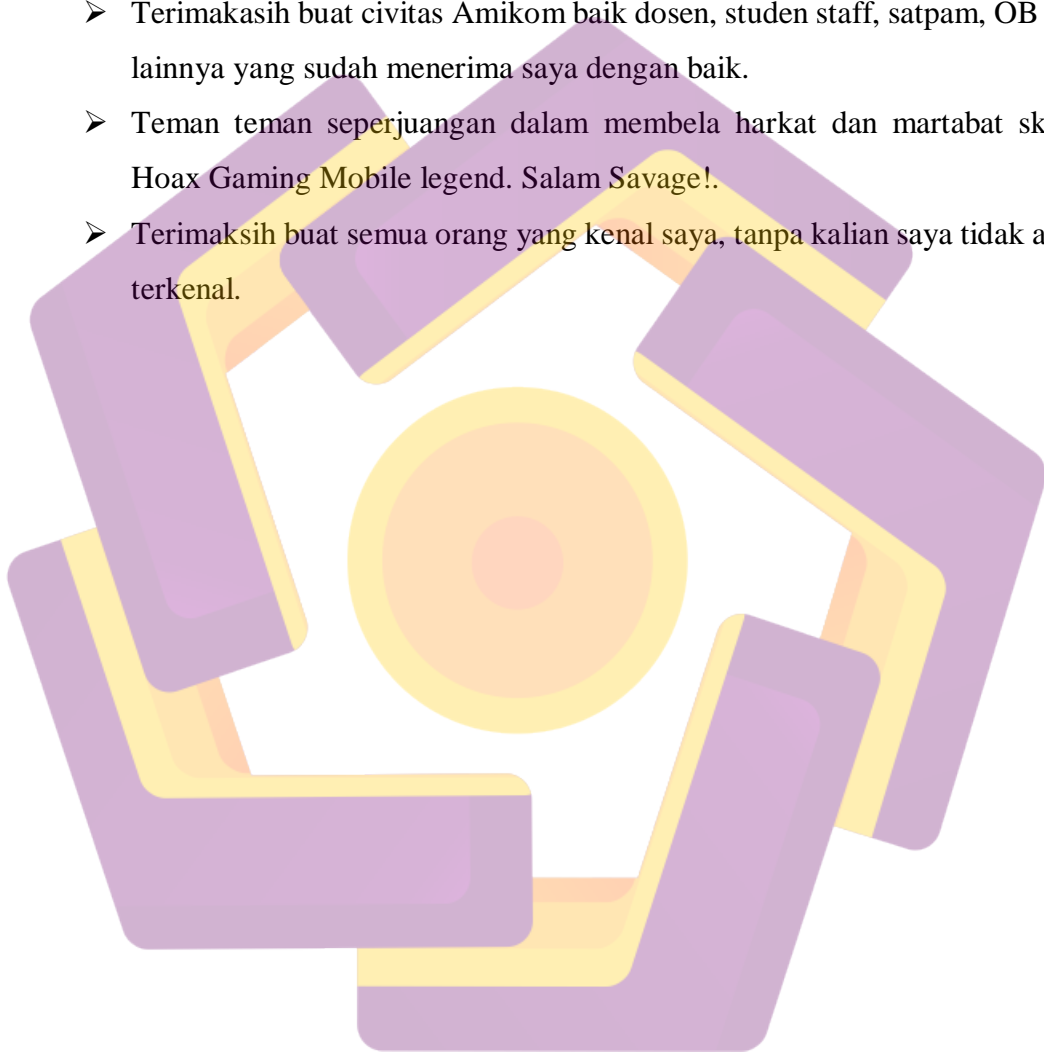 ➢ Terimakasih buat civitas Amikom baik dosen, studen staff, satpam, OB
lainnya yang sudah menerima saya dengan baik.
➢ Teman teman seperjuangan dalam membela harkat dan martabat sk
Hoax Gaming Mobile legend. Salam Savage!.
➢ Terimaksih buat semua orang yang kenal saya, tanpa kalian saya tidak a
terkenal.